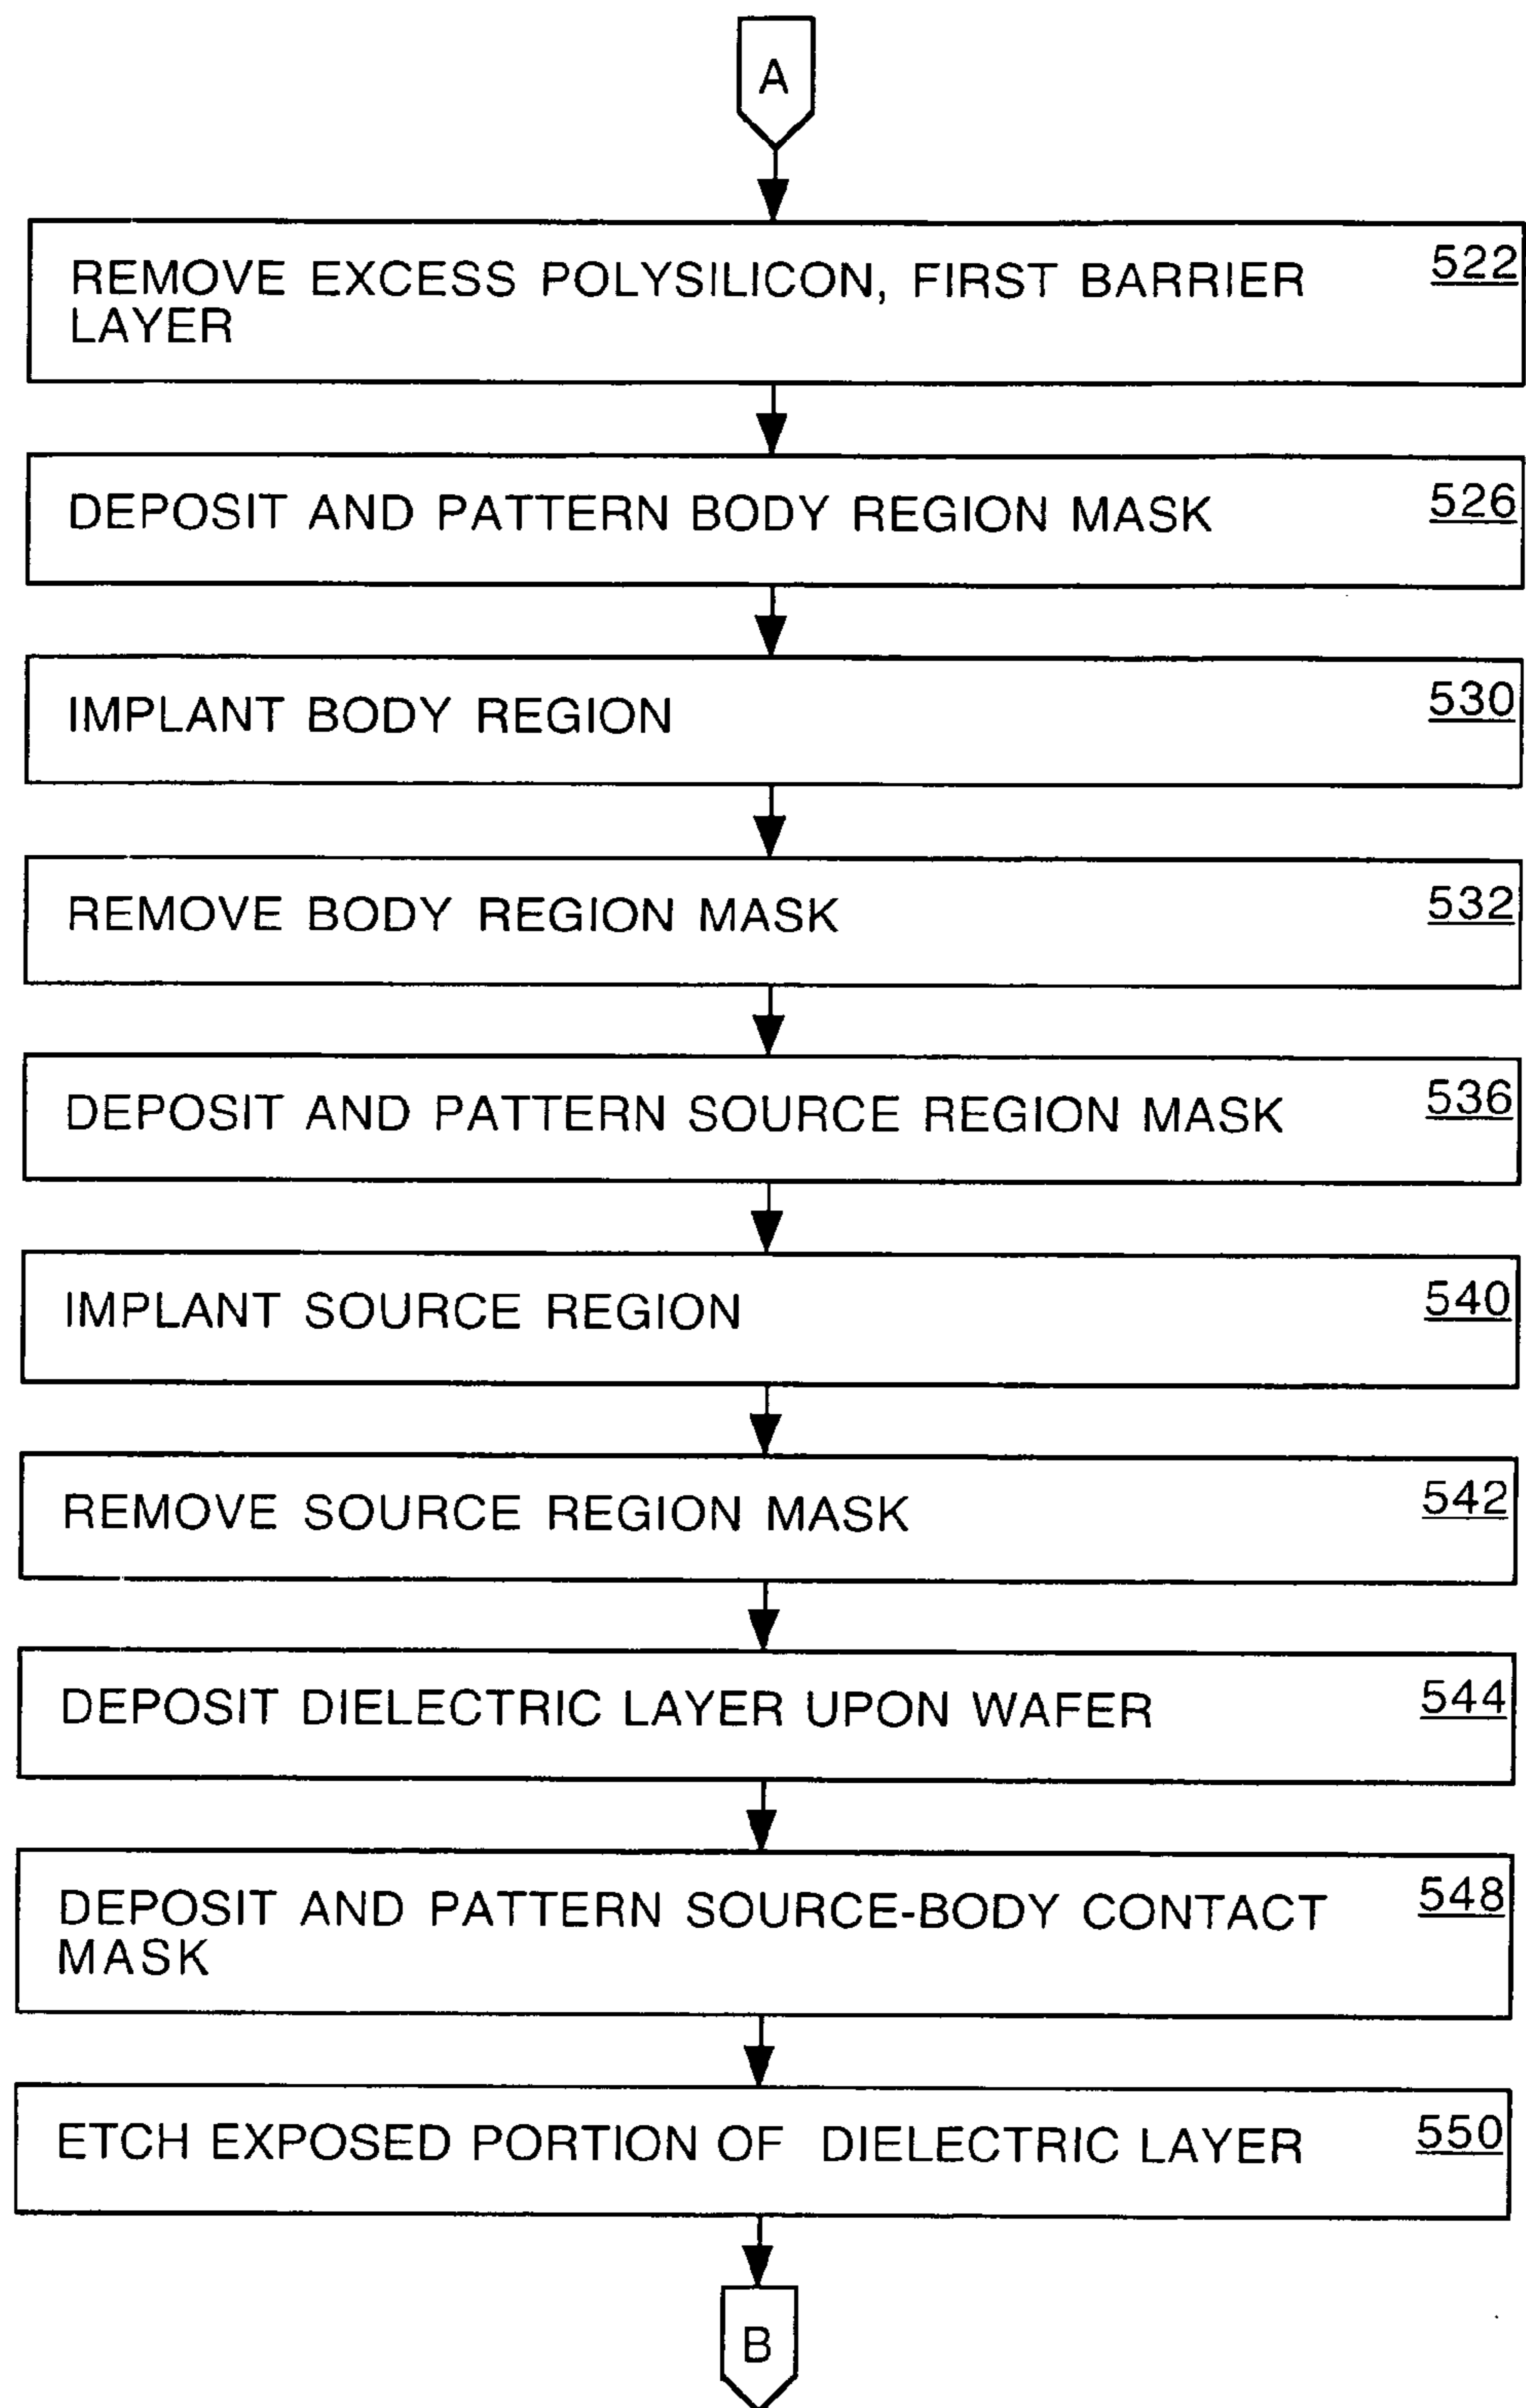 A
REMOVE EXCESS POLYSILICON, FIRST BARRIER 522
LAYER
DEPOSIT AND PATTERN BODY REGION MASK 526
IMPLANT BODY REGION 530
REMOVE BODY REGION MASK 532
DEPOSIT AND PATTERN SOURCE REGION MASK 536
IMPLANT SOURCE REGION 540
REMOVE SOURCE REGION MASK 542
DEPOSIT DIELECTRIC LAYER UPON WAFER 544
DEPOSIT AND PATTERN SOURCE-BODY CONTACT 548
MASK
ETCH EXPOSED PORTION OF DIELECTRIC LAYER 550
B